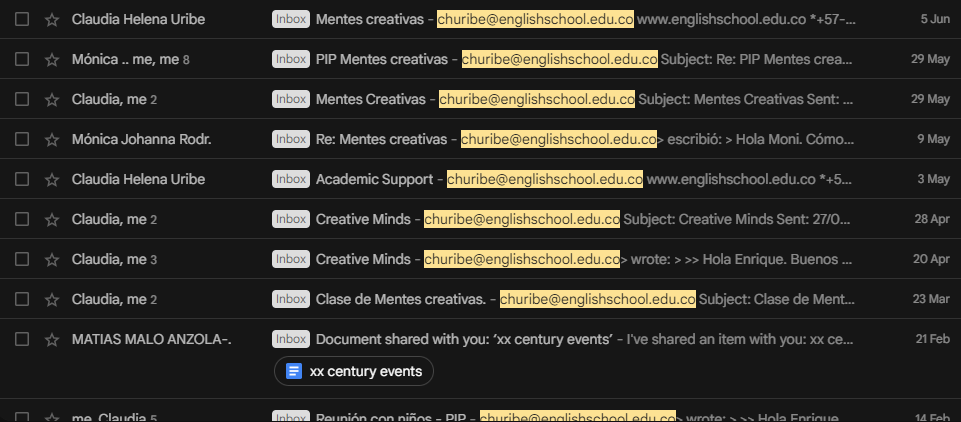 Claudia Helena Uribe Inbox Mentes creativas - churibe@englishschool.edu.co www.englishschool.edu.co *+57-... 5 Jun
Mónica .. me, me 8 Inbox PIP Mentes creativas - churibe@englishschool.edu.co Subject: Re: PIP Mentes crea... 29 May
Claudia, me 2 Inbox Mentes Creativas - churibe@englishschool.edu.co Subject: Mentes Creativas Sent: ... 29 May
Mónica Johanna Rodr. Inbox Re: Mentes creativas - churibe@englishschool.edu.co> escribió: > Hola Moni. Cómo... 9 May
Claudia Helena Uribe Inbox Academic Support - churibe@englishschool.edu.co www.englishschool.edu.co *+5... 3 May
Claudia, me 2 Inbox Creative Minds - churibe@englishschool.edu.co Subject: Creative Minds Sent: 27/0... 28 Apr
Claudia, me 3 Inbox Creative Minds - churibe@englishschool.edu.co> wrote: > >> Hola Enrique. Buenos ... 20 Apr
Claudia, me 2 Inbox Clase de Mentes creativas. - churibe@englishschool.edu.co Subject: Clase de Ment... 23 Mar
MATIAS MALO ANZOLA-. Inbox Document shared with you: ‘xx century events’ - I've shared an item with you: xx ce... 21 Feb
xx century events
me, Claudia 5 Inbox Reunión con niños - PIP - churibe@englishschool.edu.co> wrote: > >> Hola Enrique 14 Feb